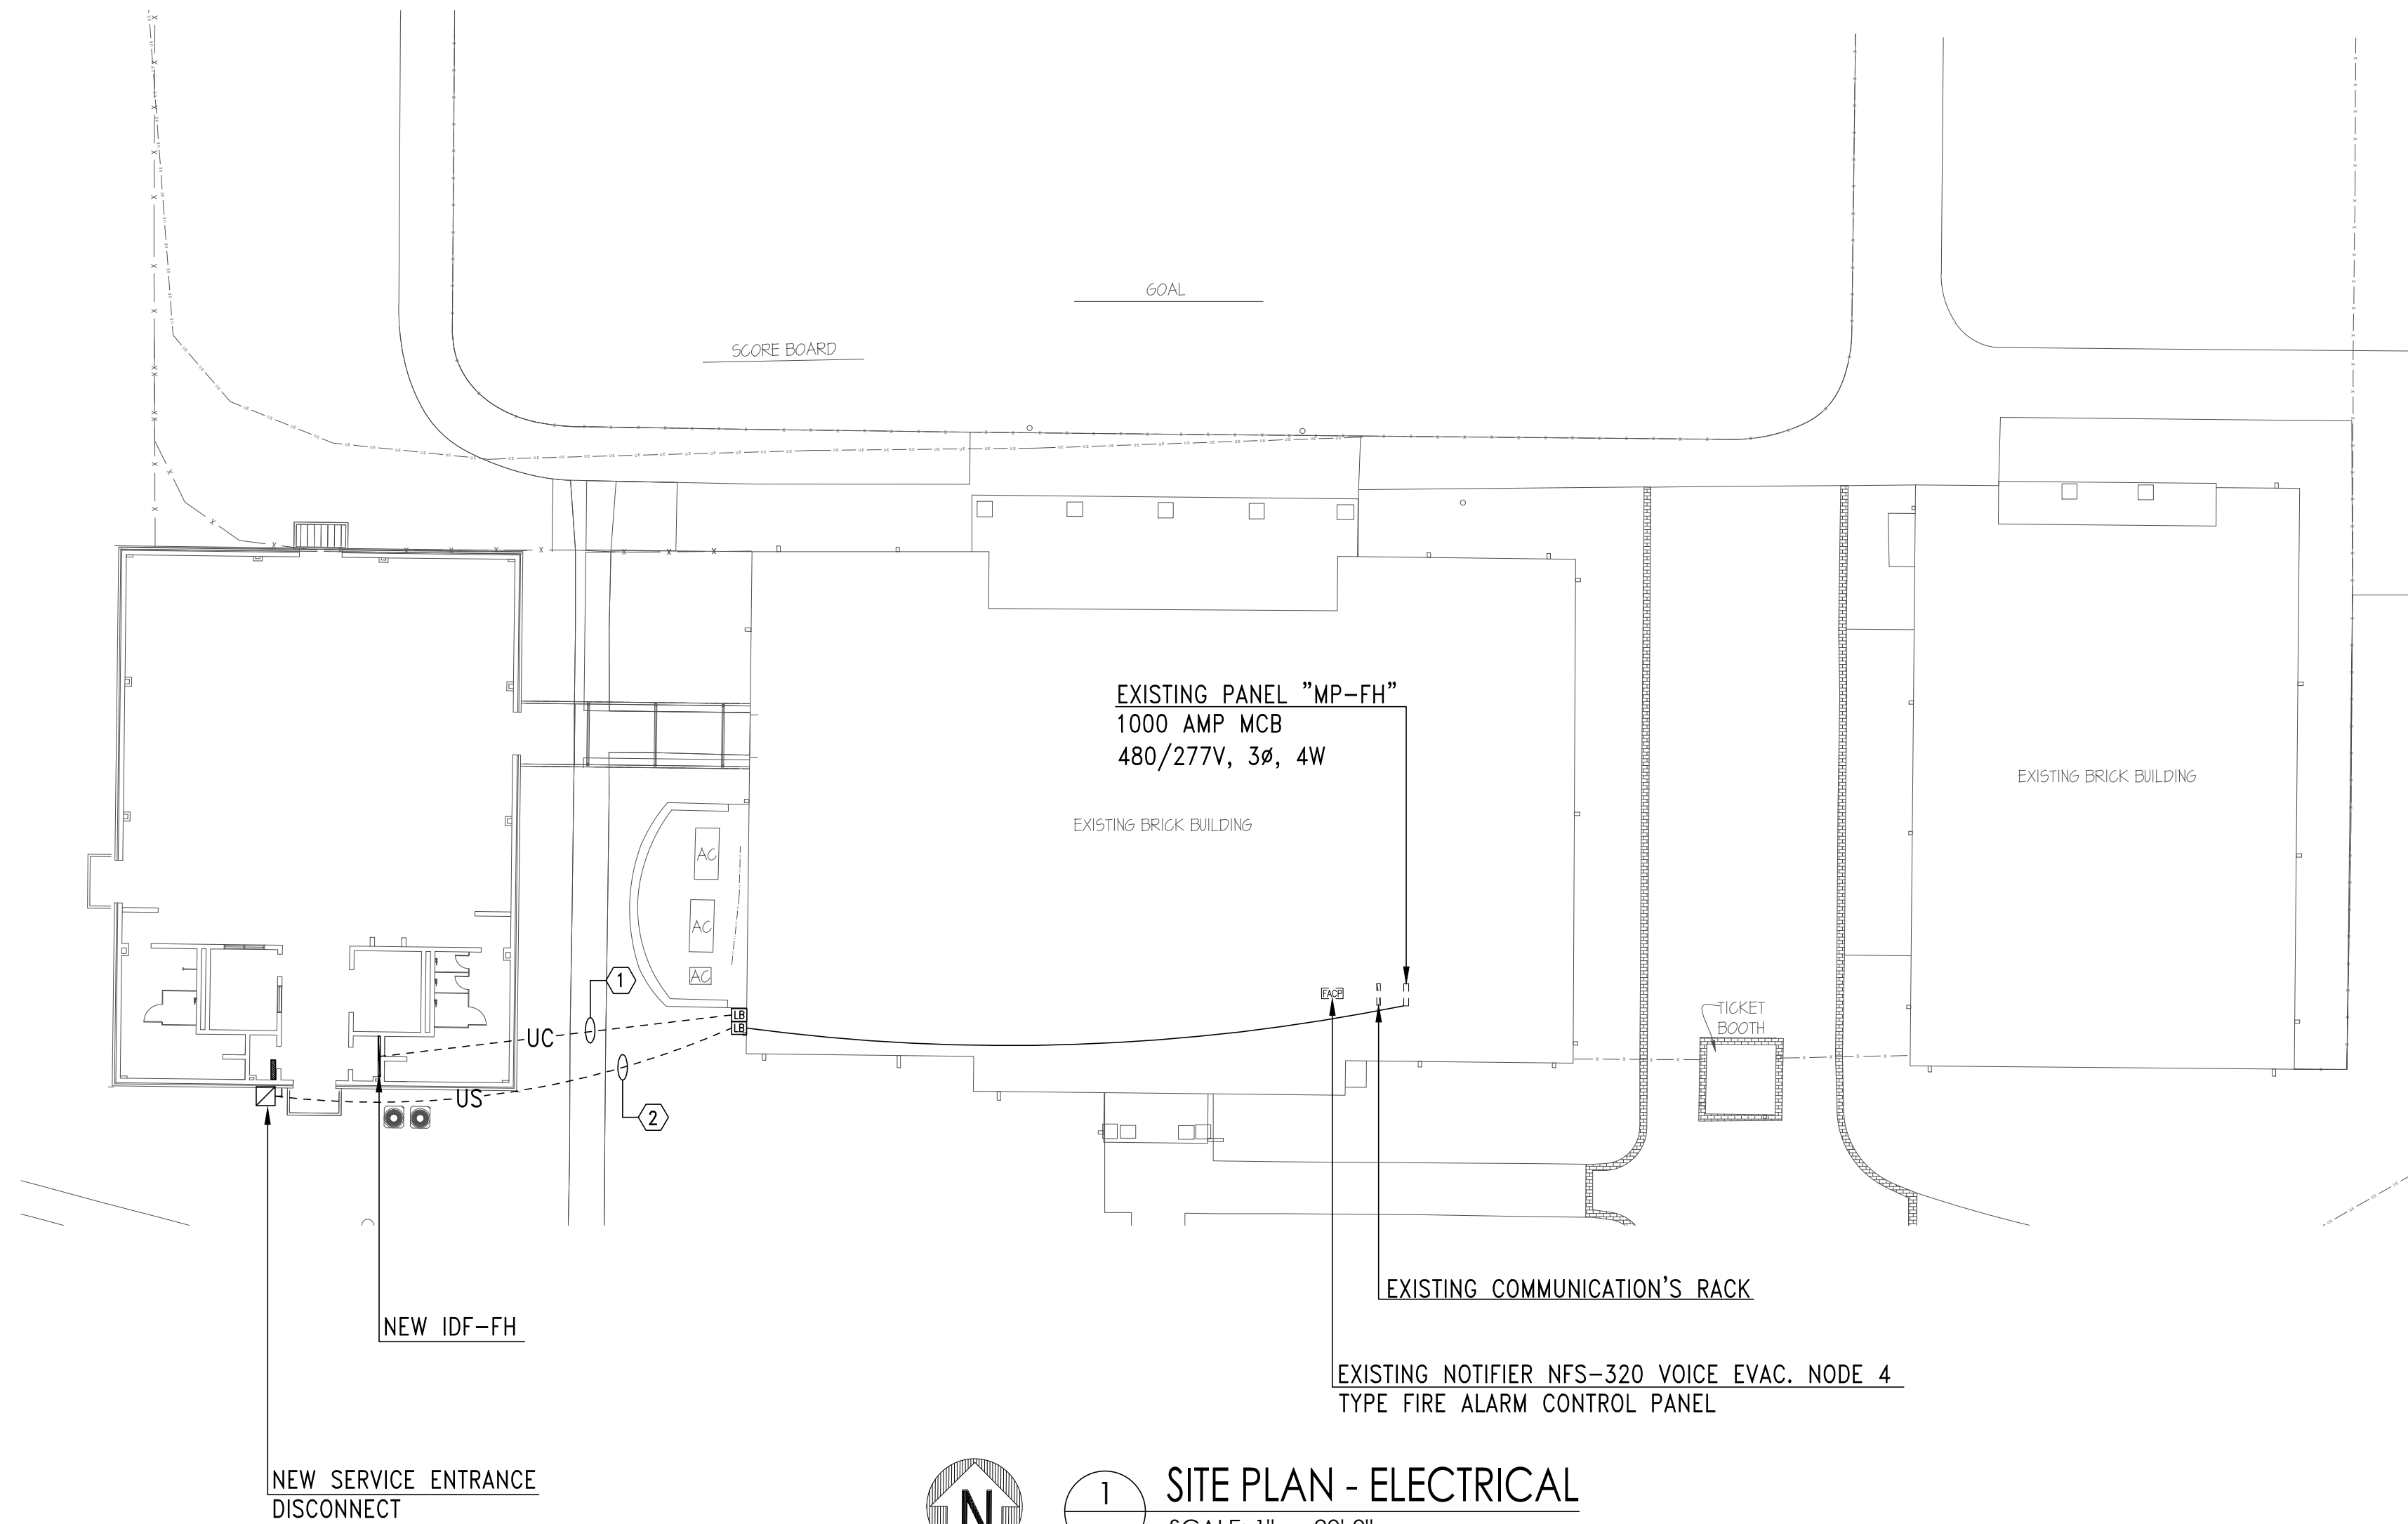 GOAL
SCORE BOARD
EXISTING PANEL "MP-FH"
1000 AMP MCB
480/277V, 3ø, 4W
EXISTING BRICK BUILDING
EXISTING BRICK BUILDING
AC
AC
AC
1
FACP
LB
LB
UC
TICKET
BOOTH
US
2
EXISTING COMMUNICATION'S RACK
NEW IDF-FH
EXISTING NOTIFIER NFS-320 VOICE EVAC. NODE 4
TYPE FIRE ALARM CONTROL PANEL
NEW SERVICE ENTRANCE
DISCONNECT
N
1
SITE PLAN - ELECTRICAL